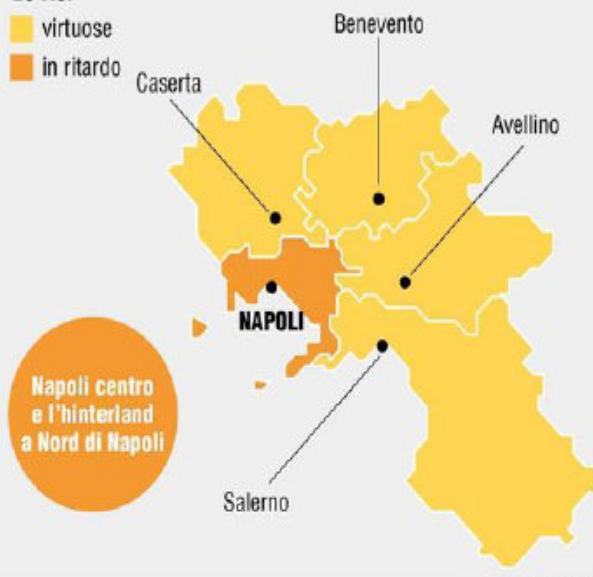 virtuose
in ritardo
Benevento
Caserta
Avellino
NAPOLI
Napoli centro
e l'hinterland
a Nord di Napoli
Salerno